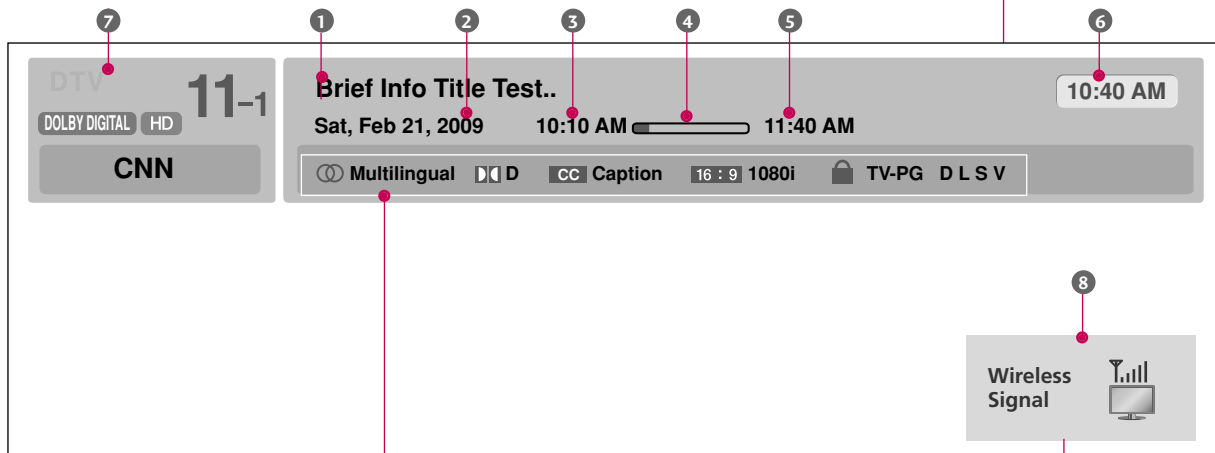 7 1 2 3 4 5 6
DTV 11-1
DOLBY DIGITAL HD
CNN
Brief Info Title Test..
10:40 AM
Sat, Feb 21, 2009 10:10 AM 11:40 AM
Multilingual D CC Caption 16 : 9 1080i TV-PG D L S V
8
Wireless
Signal